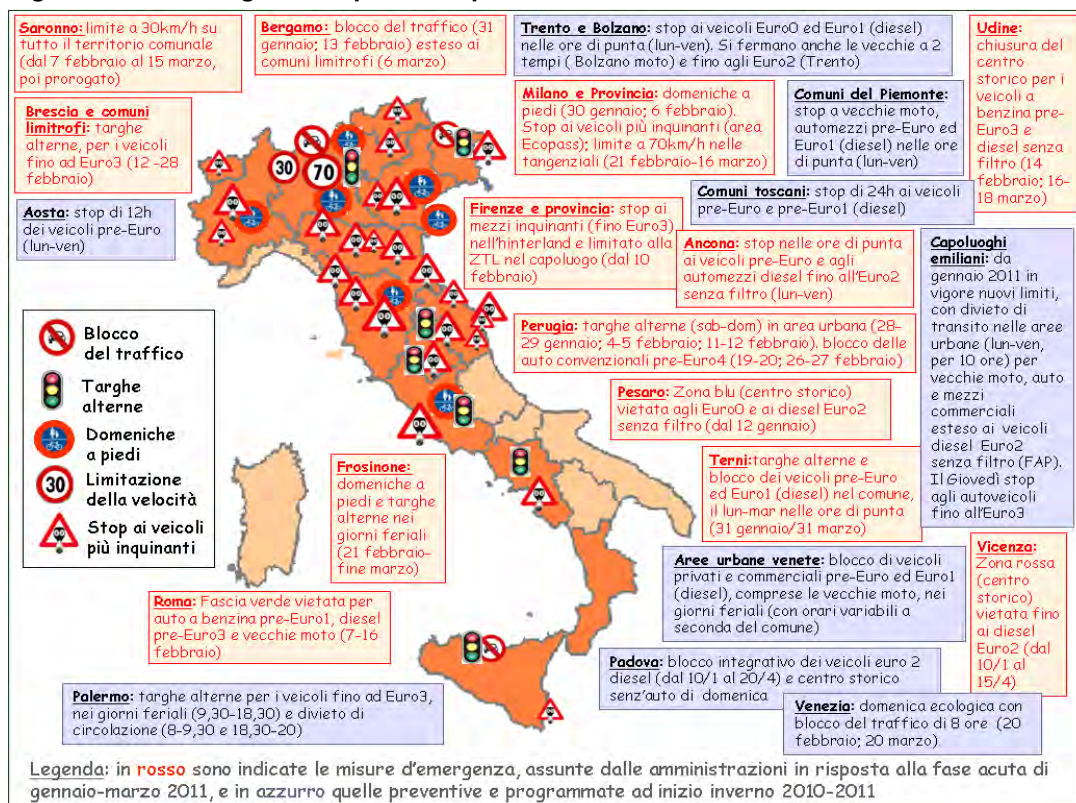 Saronno: limite a 30km/h su
tutto il territorio comunale
(dal 7 febbraio al 15 marzo,
poi prorogato)
Bergamo: blocco del traffico (31
gennaio; 13 febbraio) esteso ai
comuni limitrofi (6 marzo)
Trento e Bolzano: stop ai veicoli Euro0 ed Euro1 (diesel)
nelle ore di punta (lun-ven). Si fermano anche le vecchie a 2
tempi ( Bolzano moto) e fino agli Euro2 (Trento)
Udine:
chiusura del
centro
storico per i
veicoli a
benzina pre-
Euro3 e
diesel senza
filtro (14
febbraio; 16-
18 marzo)
Brescia e comuni
limitrofi: targhe
alterne, per i veicoli
fino ad Euro3 (12 -28
febbraio)
Milano e Provincia: domeniche a
piedi (30 gennaio; 6 febbraio).
Stop ai veicoli più inquinanti (area
Ecopass); limite a 70km/h nelle
tangenziali (21 febbraio-16 marzo)
Comuni del Piemonte:
stop a vecchie moto,
automezzi pre-Euro ed
Euro1 (diesel) nelle ore
di punta (lun-ven)
Aosta: stop di 12h
dei veicoli pre-Euro
(lun-ven)
Comuni toscani: stop di 24h ai veicoli
pre-Euro e pre-Euro1 (diesel)
Firenze e provincia: stop ai
mezzi inquinanti (fino Euro3)
nell'hinterland e limitato alla
ZTL nel capoluogo (dal 10
febbraio)
Ancona: stop nelle ore di punta
ai veicoli pre-Euro e agli
automezzi diesel fino all'Euro2
senza filtro (lun-ven)
Capoluoghi
emiliani: da
gennaio 2011 in
vigore nuovi limiti,
con divieto di
transito nelle aree
urbane (lun-ven,
per 10 ore) per
vecchie moto, auto
e mezzi
commerciali
esteso ai veicoli
diesel Euro2
senza filtro (FAP).
Il Giovedì stop
agli autoveicoli
fino all'Euro3
30
70
Blocco
del traffico
Targhe
alterne
Domeniche
a piedi
30
Limitazione
della velocità
Stop ai veicoli
più inquinanti
Perugia: targhe alterne (sab-dom) in area urbana (28-
29 gennaio; 4-5 febbraio; 11-12 febbraio). blocco delle
auto convenzionali pre-Euro4 (19-20; 26-27 febbraio)
Pesaro: Zona blu (centro storico)
vietata agli Euro0 e ai diesel Euro2
senza filtro (dal 12 gennaio)
Frosinone:
domeniche a
piedi e targhe
alterne nei
giorni feriali
(21 febbraio-
fine marzo)
Terni:targhe alterne e
blocco dei veicoli pre-Euro
ed Euro1 (diesel) nel comune,
il lun-mar nelle ore di punta
(31 gennaio/31 marzo)
Aree urbane venete: blocco di veicoli
privati e commerciali pre-Euro ed Euro1
(diesel), comprese le vecchie moto, nei
giorni feriali (con orari variabili a
seconda del comune)
Vicenza:
Zona rossa
(centro
storico)
vietata fino
ai diesel
Euro2 (dal
10/1 al
15/4)
Roma: Fascia verde vietata per
auto a benzina pre-Euro1, diesel
pre-Euro3 e vecchie moto (7-16
febbraio)
Padova: blocco integrativo dei veicoli euro 2
diesel (dal 10/1 al 20/4) e centro storico
senz'auto di domenica
Palermo: targhe alterne per i veicoli fino ad Euro3,
nei giorni feriali (9,30-18,30) e divieto di
circolazione (8-9,30 e 18,30-20)
Venezia: domenica ecologica con
blocco del traffico di 8 ore (20
febbraio; 20 marzo)
Legenda: in rosso sono indicate le misure d'emergenza, assunte dalle amministrazioni in risposta alla fase acuta di
gennaio-marzo 2011, e in azzurro quelle preventive e programmate ad inizio inverno 2010-2011